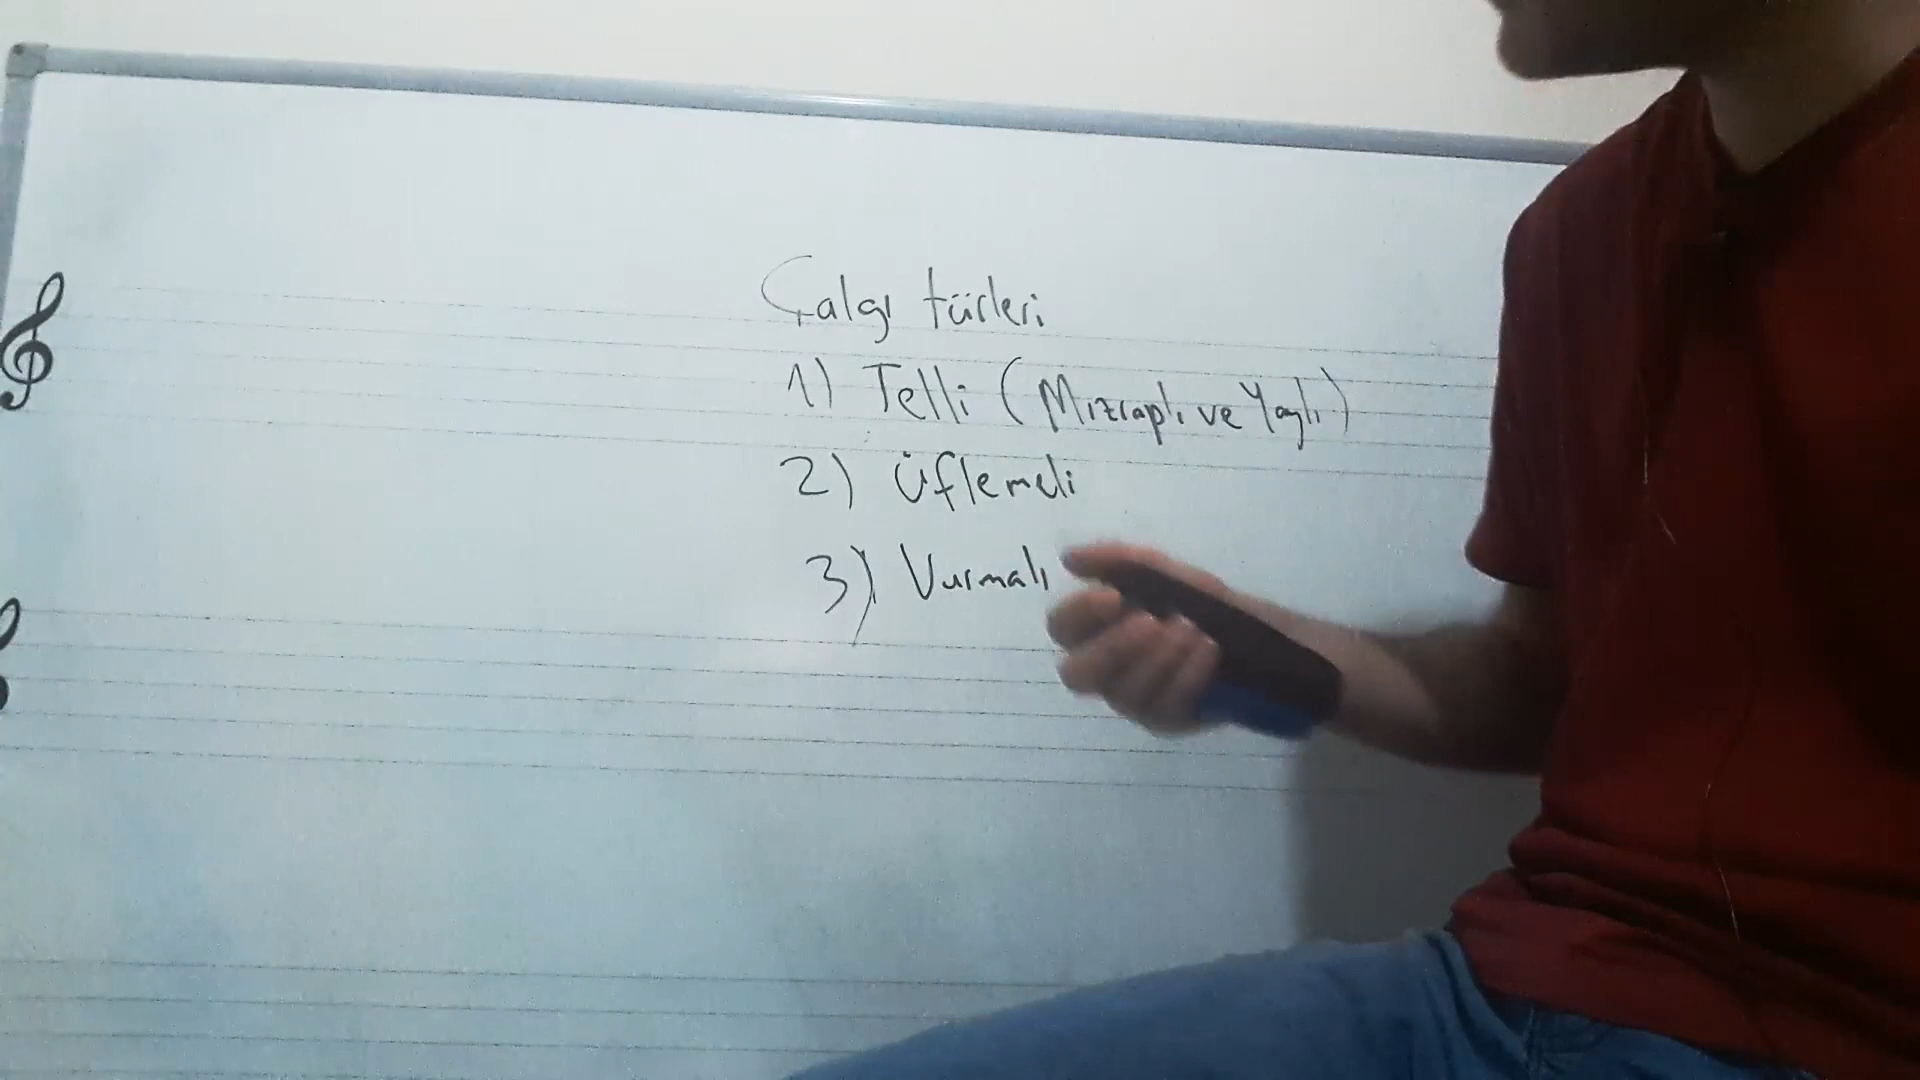 Çalgı türleri
1) Telli (Mızraplı ve Yaylı)
2) Üflemeli
3) Vurmalı